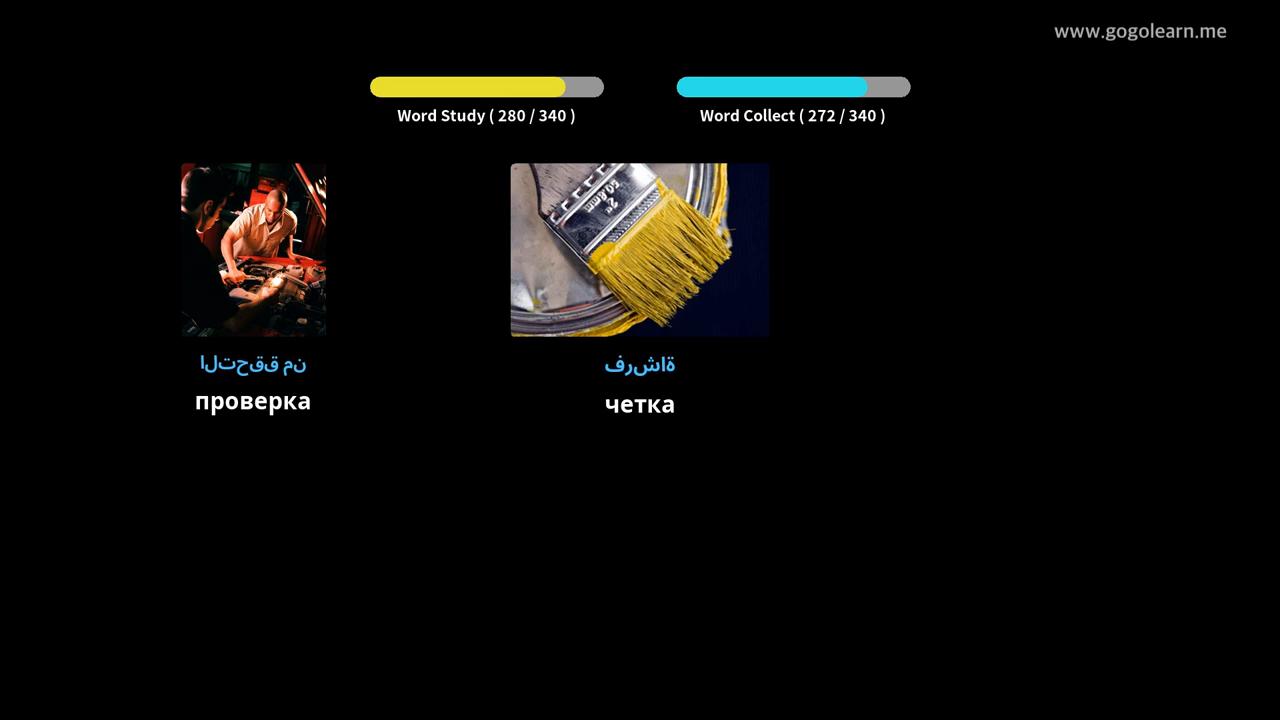 www.gogolearn.me
Word Study ( 280 / 340 )
Word Collect ( 272 / 340 )
التحقق من
проверка
فرشاة
четка